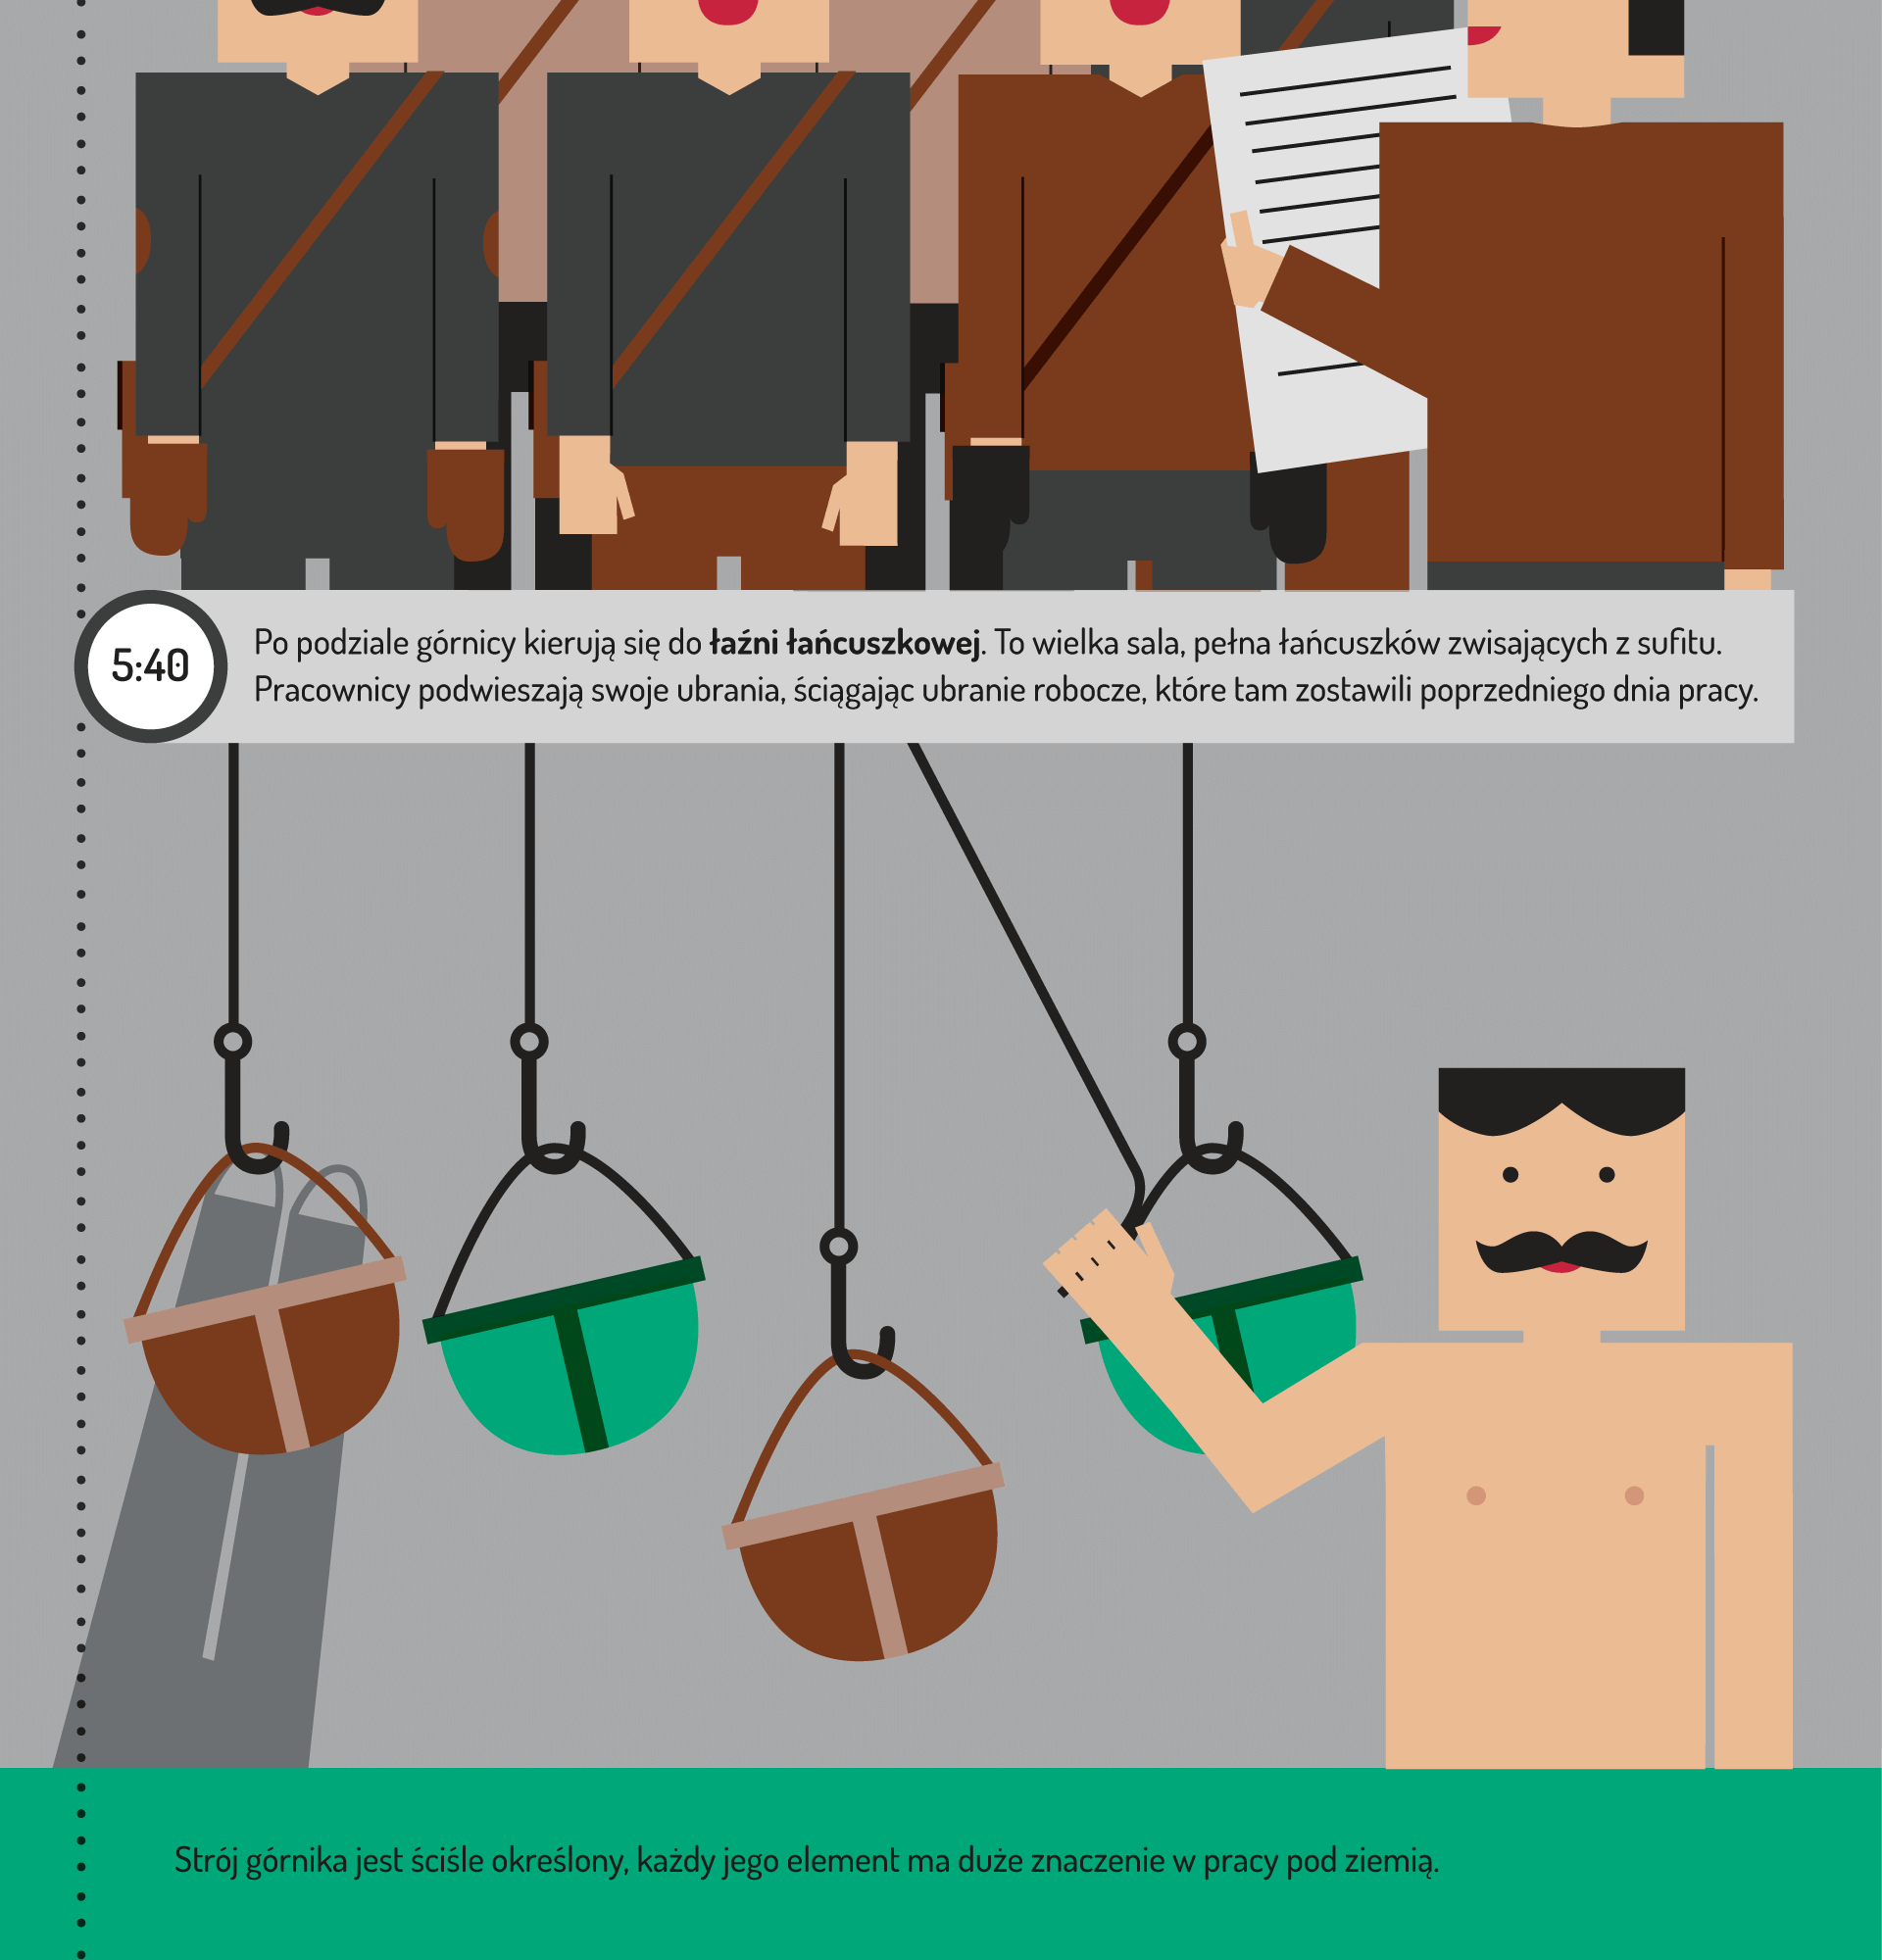 5:40
Po podziale górnicy kierują się do łaźni łańcuszkowej. To wielka sala, pełna łańcuszków zwisających z sufitu.
Pracownicy podwieszają swoje ubrania, ściągając ubranie robocze, które tam zostawili poprzedniego dnia pracy.
Strój górnika jest ściśle określony, każdy jego element ma duże znaczenie w pracy pod ziemią.